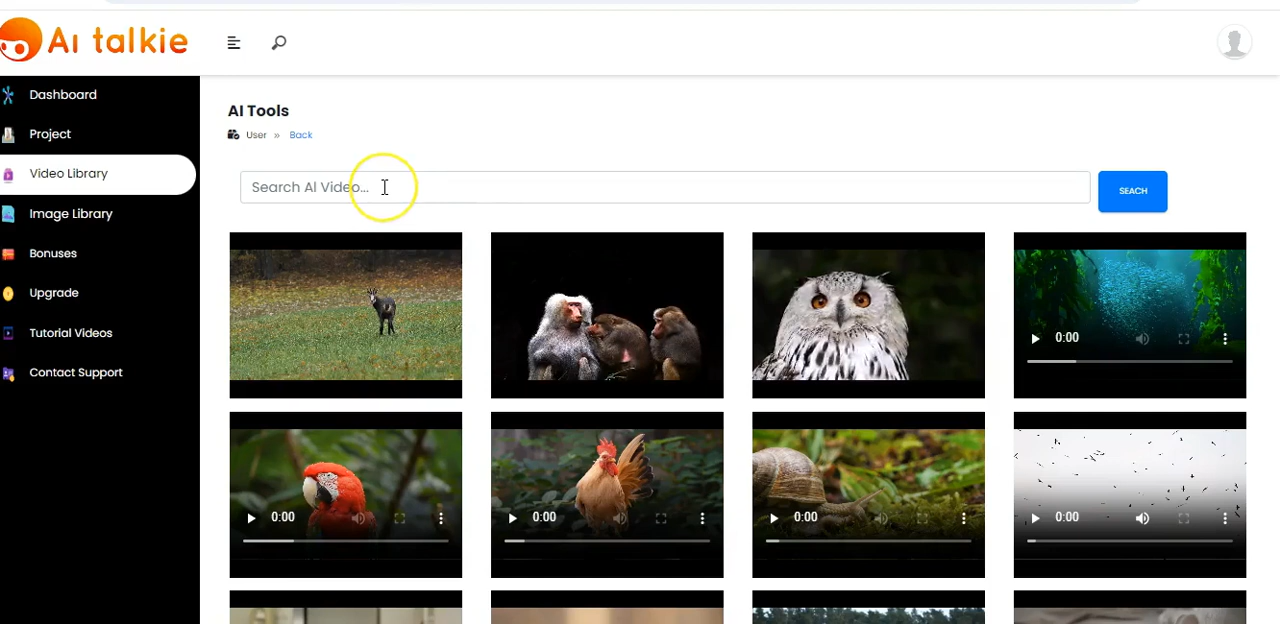 Ai talkie
Dashboard
Project
Video Library
Image Library
Bonuses
Upgrade
Tutorial Videos
Contact Support
AI Tools
User » Back
Search AI Video...
SEACH
0:00
0:00
0:00
0:00
0:00